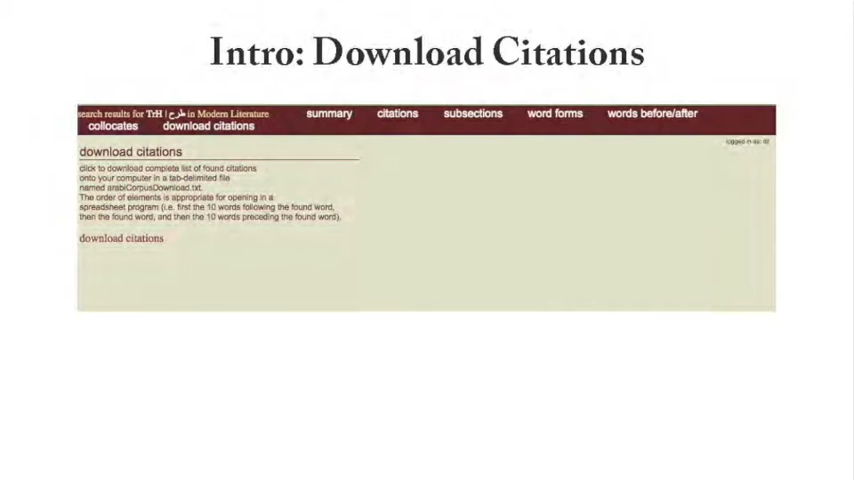 Intro: Download Citations
search results for TrH | طرح in Modern Literature summary citations subsections word forms words before/after
collocates download citations
logged in as:
download citations
click to download complete list of found citations
onto your computer in a tab-delimited file
named arabiCorpusDownload.txt.
The order of elements is appropriate for opening in a
spreadsheet program (i.e. first the 10 words following the found word,
then the found word, and then the 10 words preceding the found word).
download citations